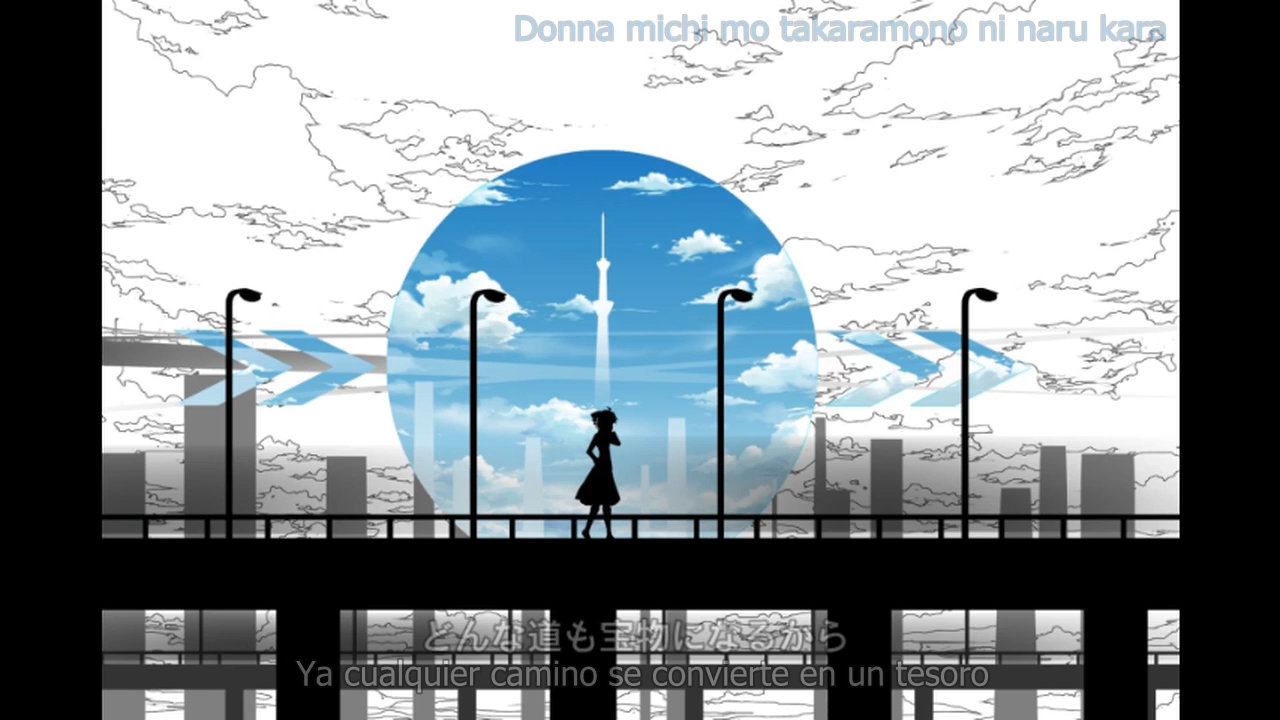 Donna michi mo takaramono ni naru kara
どんな道も宝物になるから
Ya cualquier camino se convierte en un tesoro